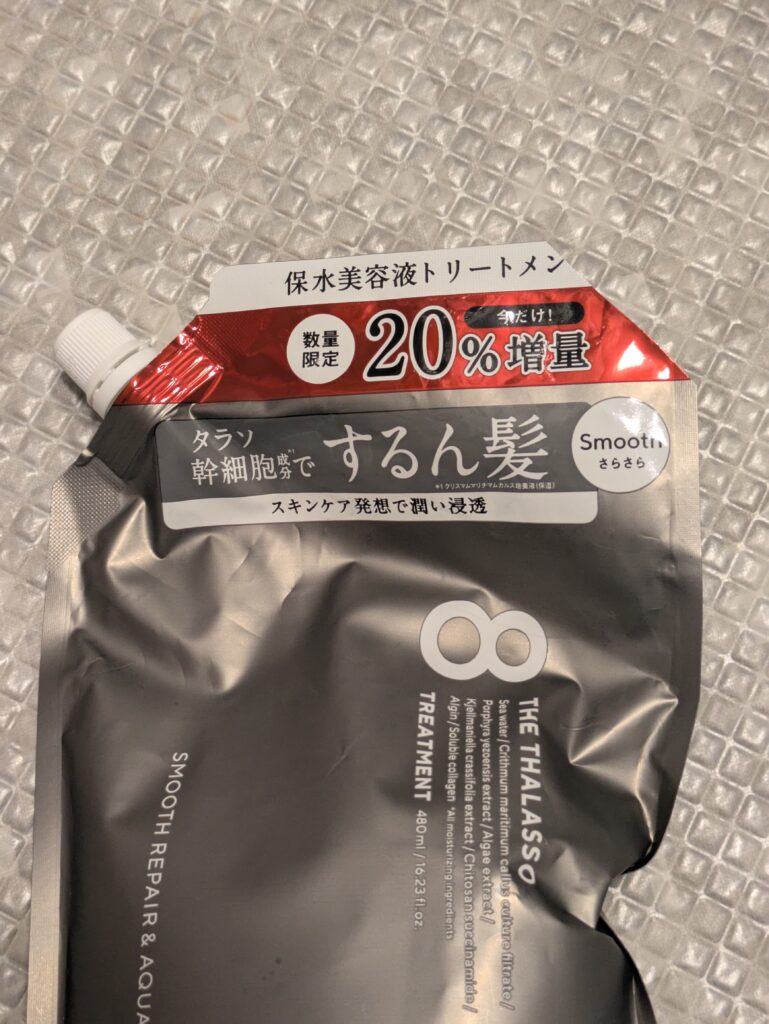 保水美容液トリートメン
数量
限定
今だけ!
20%増量
タラソ
幹細胞成分*¹で
するん髪
*1 クリスマムマリチマムカルス培養液(保湿)
Smooth
さらさら
スキンケア発想で潤い浸透
8
THE THALASSO
Sea water / Crithmum maritimum callus culture filtrate /
Porphyra yezoensis extract / Algae extract /
Kjellmaniella crassifolia extract / Chitosan succinamide /
Algin / Soluble collagen *All moisturizing ingredients
TREATMENT 480ml / 16.23 fl.oz.
SMOOTH REPAIR & AQUA